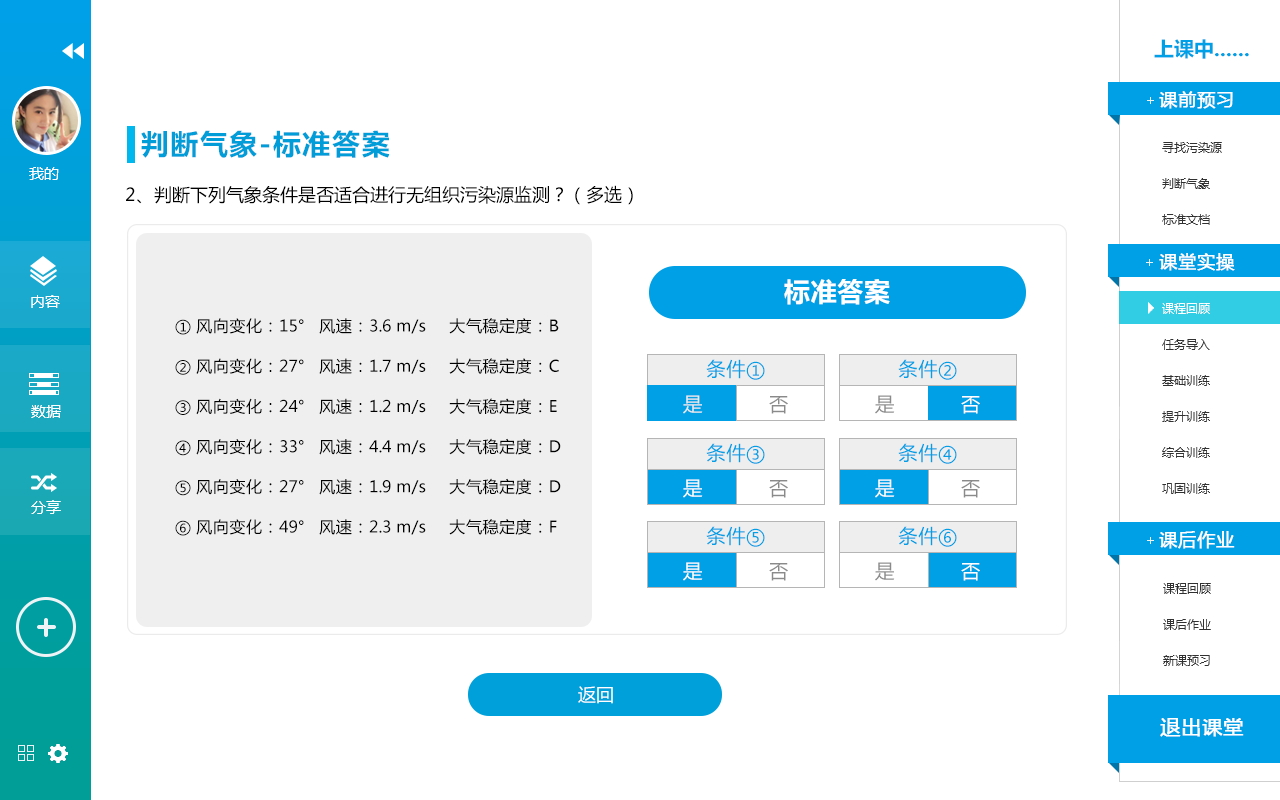 我的
内容
数据
分享
判断气象-标准答案
2、判断下列气象条件是否适合进行无组织污染源监测？（多选）
① 风向变化：15° 风速：3.6 m/s 大气稳定度：B
② 风向变化：27° 风速：1.7 m/s 大气稳定度：C
③ 风向变化：24° 风速：1.2 m/s 大气稳定度：E
④ 风向变化：33° 风速：4.4 m/s 大气稳定度：D
⑤ 风向变化：27° 风速：1.9 m/s 大气稳定度：D
⑥ 风向变化：49° 风速：2.3 m/s 大气稳定度：F
标准答案
条件① 条件②
是 否 是 否
条件③ 条件④
是 否 是 否
条件⑤ 条件⑥
是 否 是 否
返回
上课中......
+ 课前预习
寻找污染源
判断气象
标准文档
+ 课堂实操
课程回顾
任务导入
基础训练
提升训练
综合训练
巩固训练
+ 课后作业
课程回顾
课后作业
新课预习
退出课堂